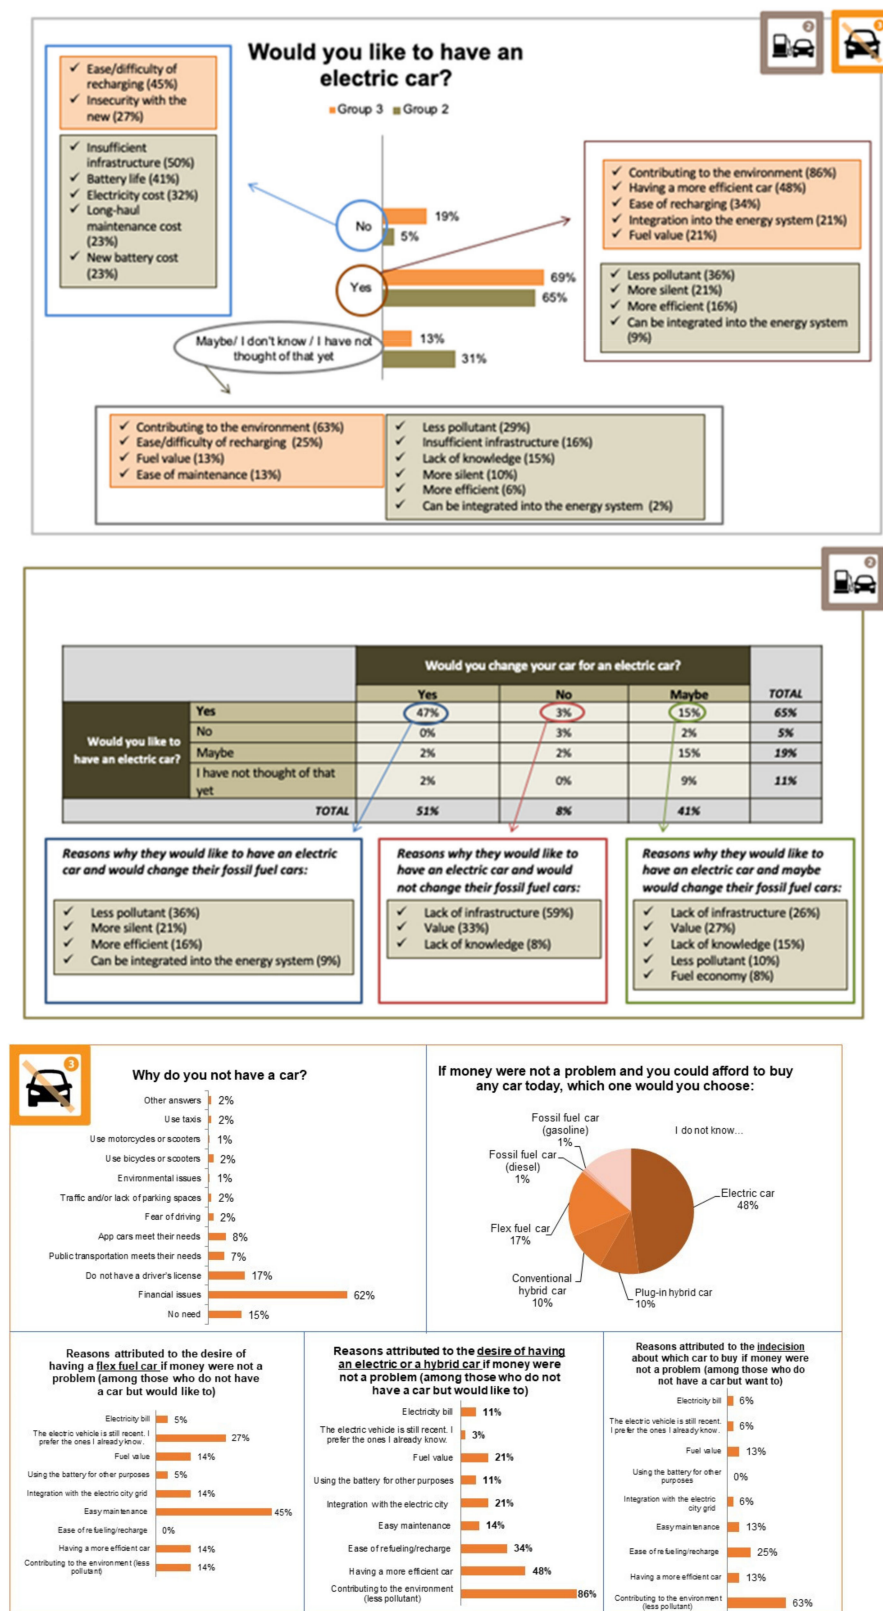 2
3
Would you like to have an
electric car?
Group 3 Group 2
✓ Ease/difficulty of
recharging (45%)
✓ Insecurity with the
new (27%)
✓ Insufficient
infrastructure (50%)
✓ Battery life (41%)
✓ Electricity cost (32%)
✓ Long-haul
maintenance cost
(23%)
✓ New battery cost
(23%)
No
19%
5%
Yes
69%
65%
Maybe/ I don't know / I have not
thought of that yet
13%
31%
✓ Contributing to the environment (86%)
✓ Having a more efficient car (48%)
✓ Ease of recharging (34%)
✓ Integration into the energy system (21%)
✓ Fuel value (21%)
✓ Less pollutant (36%)
✓ More silent (21%)
✓ More efficient (16%)
✓ Can be integrated into the energy system
(9%)
✓ Contributing to the environment (63%)
✓ Ease/difficulty of recharging (25%)
✓ Fuel value (13%)
✓ Ease of maintenance (13%)
✓ Less pollutant (29%)
✓ Insufficient infrastructure (16%)
✓ Lack of knowledge (15%)
✓ More silent (10%)
✓ More efficient (6%)
✓ Can be integrated into the energy system (2%)
2
Would you change your car for an electric car?
Yes No Maybe TOTAL
Would you like to
have an electric car?
Yes 47% 3% 15% 65%
No 0% 3% 2% 5%
Maybe 2% 2% 15% 19%
I have not thought of that
yet 2% 0% 9% 11%
TOTAL 51% 8% 41%
Reasons why they would like to have an electric
car and would change their fossil fuel cars:
✓ Less pollutant (36%)
✓ More silent (21%)
✓ More efficient (16%)
✓ Can be integrated into the energy system (9%)
Reasons why they would like to
have an electric car and would
not change their fossil fuel cars:
✓ Lack of infrastructure (59%)
✓ Value (33%)
✓ Lack of knowledge (8%)
Reasons why they would like to
have an electric car and maybe
would change their fossil fuel cars:
✓ Lack of infrastructure (26%)
✓ Value (27%)
✓ Lack of knowledge (15%)
✓ Less pollutant (10%)
✓ Fuel economy (8%)
3
Why do you not have a car?
Other answers 2%
Use taxis 2%
Use motorcycles or scooters 1%
Use bicycles or scooters 2%
Environmental issues 1%
Traffic and/or lack of parking spaces 2%
Fear of driving 2%
App cars meet their needs 8%
Public transportation meets their needs 7%
Do not have a driver's license 17%
Financial issues 62%
No need 15%
If money were not a problem and you could afford to buy
any car today, which one would you choose:
Fossil fuel car
(gasoline)
1%
I do not know...
Fossil fuel car
(diesel)
1%
Electric car
48%
Flex fuel car
17%
Conventional
hybrid car
10%
Plug-in hybrid car
10%
Reasons attributed to the desire of
having a flex fuel car if money were not a
problem (among those who do not have
a car but would like to)
Electricity bill 5%
The electric vehicle is still recent. I
prefer the ones I already know. 27%
Fuel value 14%
Using the battery for other purposes 5%
Integration with the electric city grid 14%
Easy maintenance 45%
Ease of refueling/recharge 0%
Having a more efficient car 14%
Contributing to the environment (less
pollutant) 14%
Reasons attributed to the desire of having
an electric or a hybrid car if money were
not a problem (among those who do not
have a car but would like to)
Electricity bill 11%
The electric vehicle is still recent. I
prefer the ones I already know. 3%
Fuel value 21%
Using the battery for other purposes 11%
Integration with the electric city 21%
Easy maintenance 14%
Ease of refueling/recharge 34%
Having a more efficient car 48%
Contributing to the environment
(less pollutant) 86%
Reasons attributed to the indecision
about which car to buy if money were
not a problem (among those who do
not have a car but want to)
Electricity bill 6%
The electric vehicle is still recent.
I prefer the ones I already know. 6%
Fuel value 13%
Using the battery for other
purposes 0%
Integration with the electric
city grid 6%
Easy maintenance 13%
Ease of refueling/recharge 25%
Having a more efficient car 13%
Contributing to the environment
(less pollutant) 63%